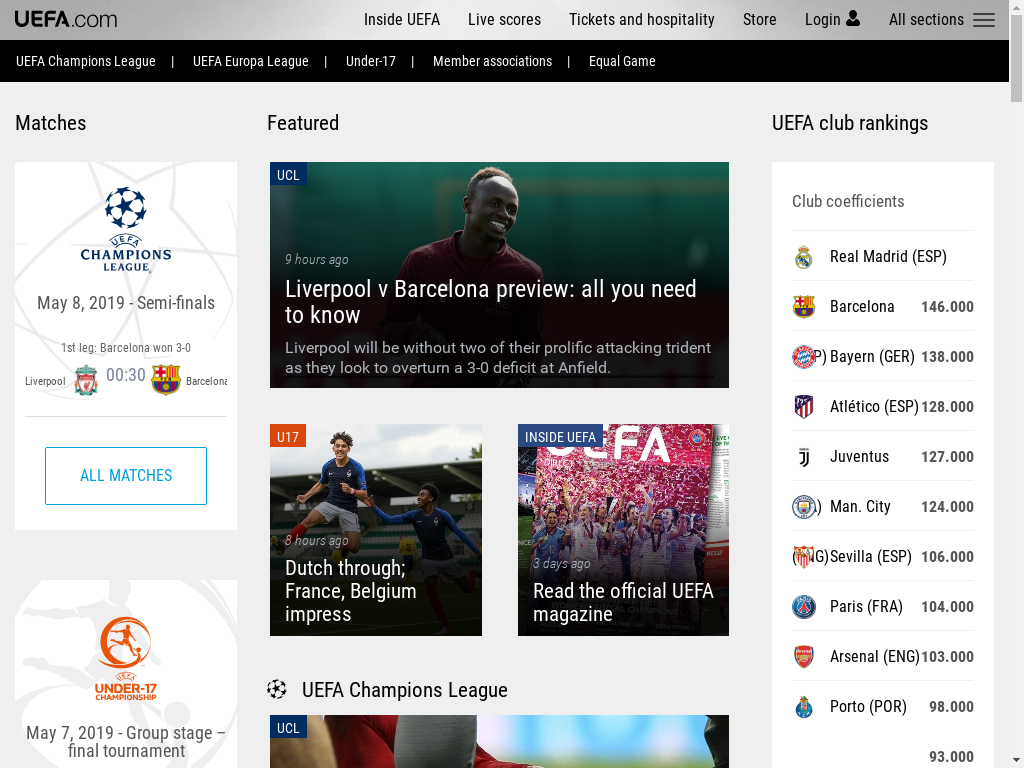 UEFA.com
Inside UEFA
Live scores
Tickets and hospitality
Store
Login
All sections
UEFA Champions League | UEFA Europa League | Under-17 | Member associations | Equal Game
Matches
UEFA
CHAMPIONS
LEAGUE
May 8, 2019 - Semi-finals
1st leg: Barcelona won 3-0
Liverpool 00:30 Barcelona
ALL MATCHES
UEFA
UNDER-17
CHAMPIONSHIP
May 7, 2019 - Group stage –
final tournament
Featured
UCL
9 hours ago
Liverpool v Barcelona preview: all you need
to know
Liverpool will be without two of their prolific attacking trident
as they look to overturn a 3-0 deficit at Anfield.
U17
8 hours ago
Dutch through;
France, Belgium
impress
INSIDE UEFA
UEFA
DIRECT
3 days ago
Read the official UEFA
magazine
UEFA Champions League
UCL
UEFA club rankings
Club coefficients
Real Madrid (ESP)
Barcelona 146.000
P) Bayern (GER) 138.000
Atlético (ESP) 128.000
Juventus 127.000
) Man. City 124.000
(NG) Sevilla (ESP) 106.000
Paris (FRA) 104.000
Arsenal (ENG) 103.000
Porto (POR) 98.000
93.000